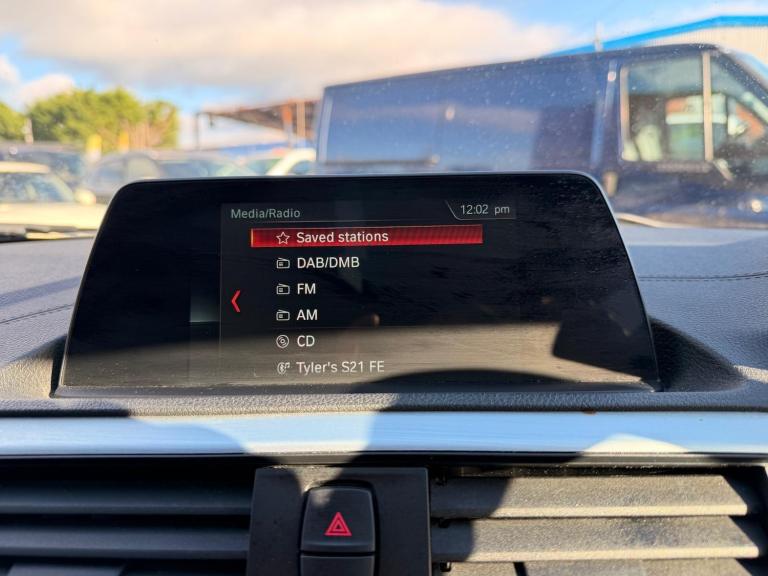 Media/Radio 12:02 pm
Saved stations
DAB/DMB
FM
AM
CD
Tyler's S21 FE